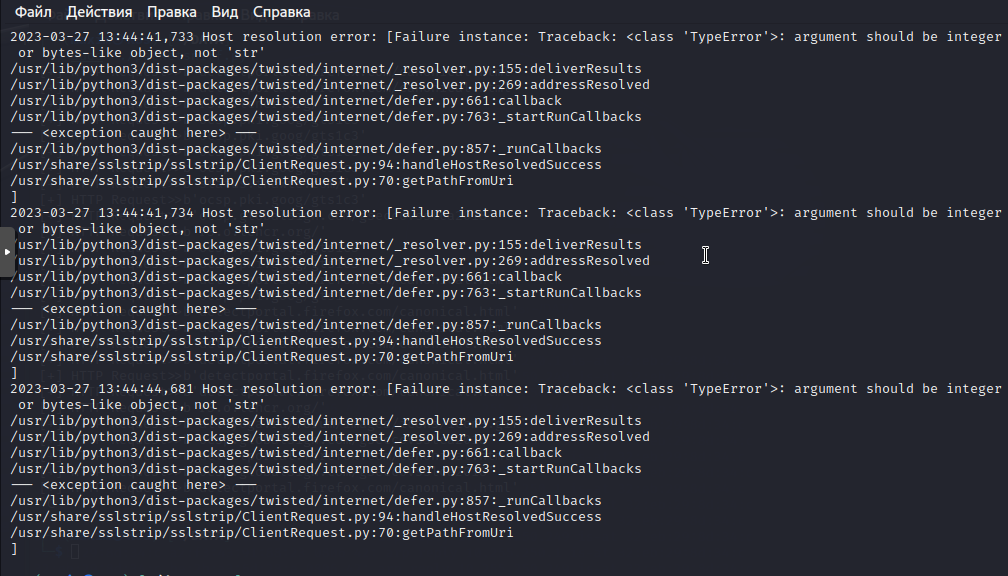 Файл Действия Правка Вид Справка
2023-03-27 13:44:41,733 Host resolution error: [Failure instance: Traceback: <class 'TypeError'>: argument should be integer
or bytes-like object, not 'str'
/usr/lib/python3/dist-packages/twisted/internet/_resolver.py:155:deliverResults
/usr/lib/python3/dist-packages/twisted/internet/_resolver.py:269:addressResolved
/usr/lib/python3/dist-packages/twisted/internet/defer.py:661:callback
/usr/lib/python3/dist-packages/twisted/internet/defer.py:763:_startRunCallbacks
--- <exception caught here> ---
/usr/lib/python3/dist-packages/twisted/internet/defer.py:857:_runCallbacks
/usr/share/sslstrip/sslstrip/ClientRequest.py:94:handleHostResolvedSuccess
/usr/share/sslstrip/sslstrip/ClientRequest.py:70:getPathFromUri
]
2023-03-27 13:44:41,734 Host resolution error: [Failure instance: Traceback: <class 'TypeError'>: argument should be integer
or bytes-like object, not 'str'
/usr/lib/python3/dist-packages/twisted/internet/_resolver.py:155:deliverResults
/usr/lib/python3/dist-packages/twisted/internet/_resolver.py:269:addressResolved
/usr/lib/python3/dist-packages/twisted/internet/defer.py:661:callback
/usr/lib/python3/dist-packages/twisted/internet/defer.py:763:_startRunCallbacks
--- <exception caught here> ---
/usr/lib/python3/dist-packages/twisted/internet/defer.py:857:_runCallbacks
/usr/share/sslstrip/sslstrip/ClientRequest.py:94:handleHostResolvedSuccess
/usr/share/sslstrip/sslstrip/ClientRequest.py:70:getPathFromUri
]
2023-03-27 13:44:44,681 Host resolution error: [Failure instance: Traceback: <class 'TypeError'>: argument should be integer
or bytes-like object, not 'str'
/usr/lib/python3/dist-packages/twisted/internet/_resolver.py:155:deliverResults
/usr/lib/python3/dist-packages/twisted/internet/_resolver.py:269:addressResolved
/usr/lib/python3/dist-packages/twisted/internet/defer.py:661:callback
/usr/lib/python3/dist-packages/twisted/internet/defer.py:763:_startRunCallbacks
--- <exception caught here> ---
/usr/lib/python3/dist-packages/twisted/internet/defer.py:857:_runCallbacks
/usr/share/sslstrip/sslstrip/ClientRequest.py:94:handleHostResolvedSuccess
/usr/share/sslstrip/sslstrip/ClientRequest.py:70:getPathFromUri
]